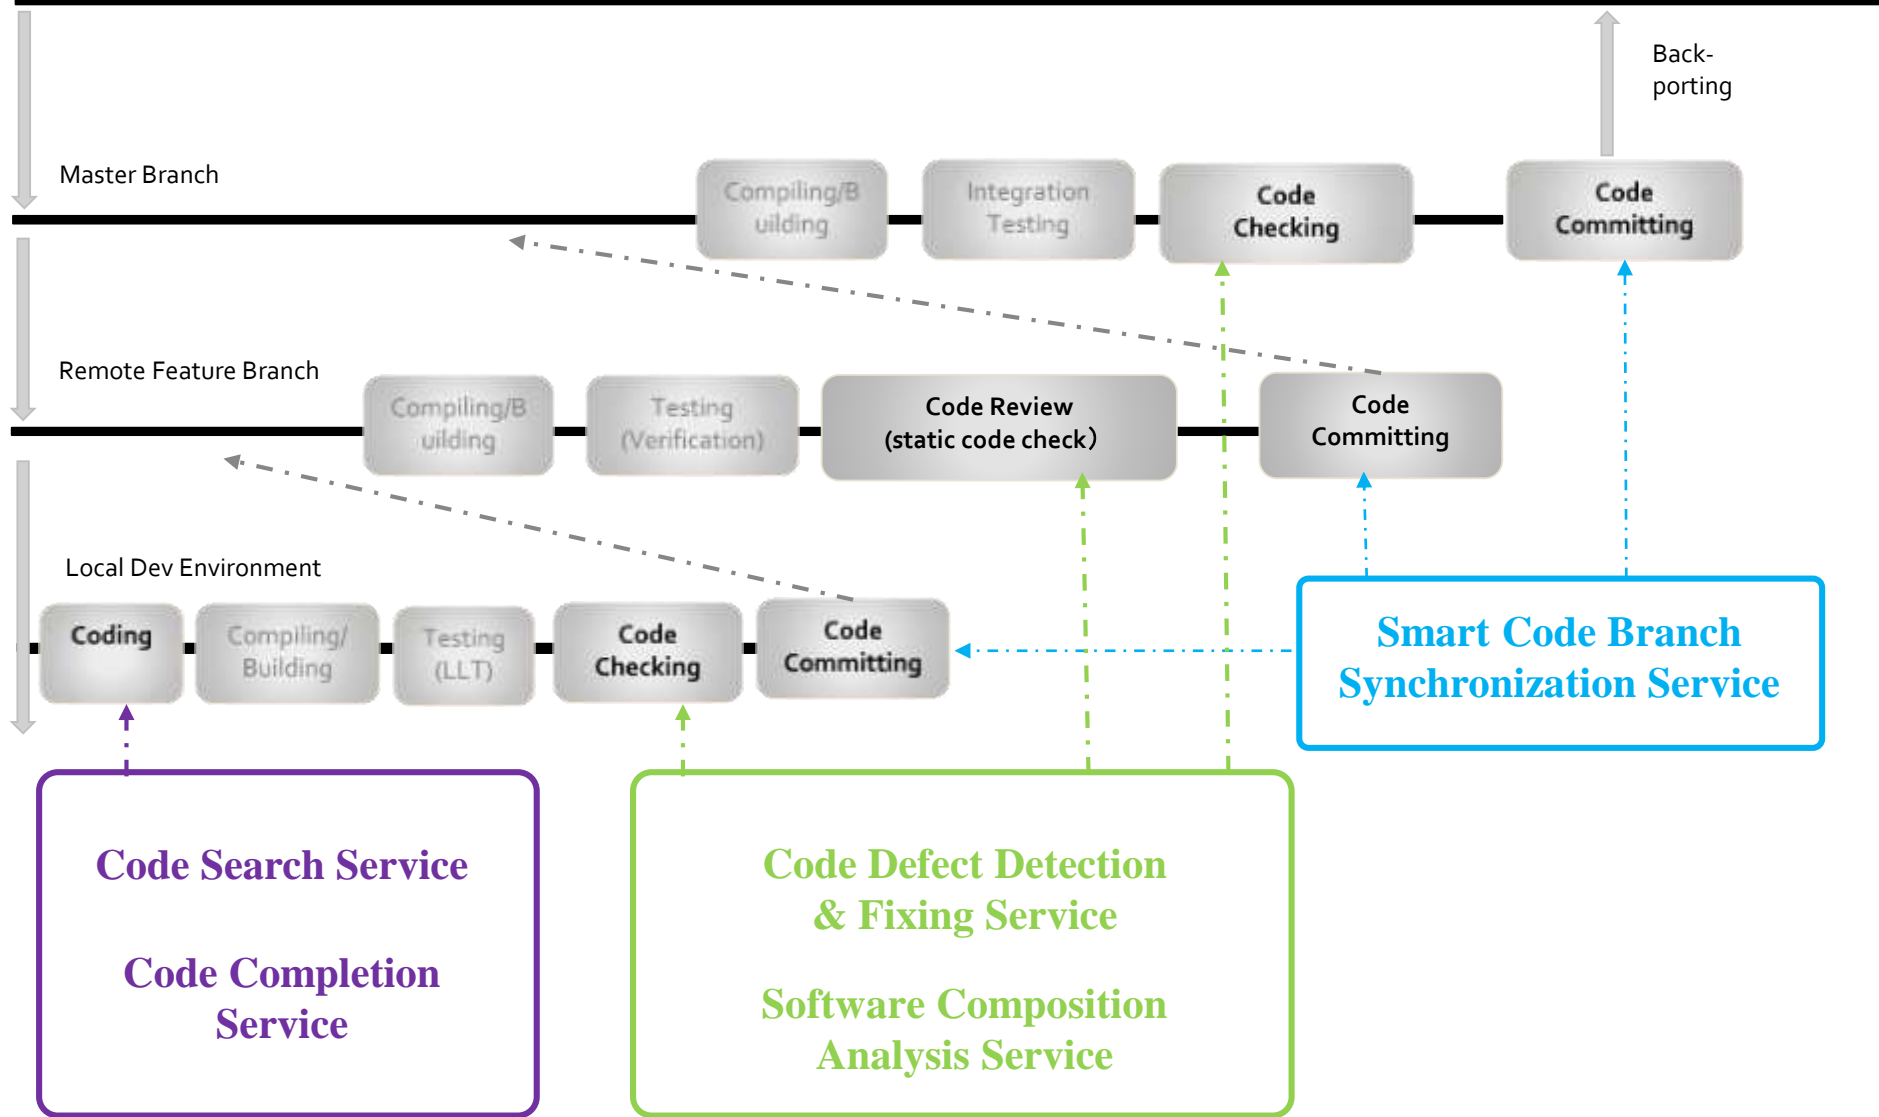 Back-
porting
Master Branch
Compiling/B
uilding
Integration
Testing
Code
Checking
Code
Committing
Remote Feature Branch
Compiling/B
uilding
Testing
(Verification)
Code Review
(static code check）
Code
Committing
Local Dev Environment
Coding
Compiling/
Building
Testing
(LLT)
Code
Checking
Code
Committing
Smart Code Branch
Synchronization Service
Code Search Service
Code Completion
Service
Code Defect Detection
& Fixing Service
Software Composition
Analysis Service